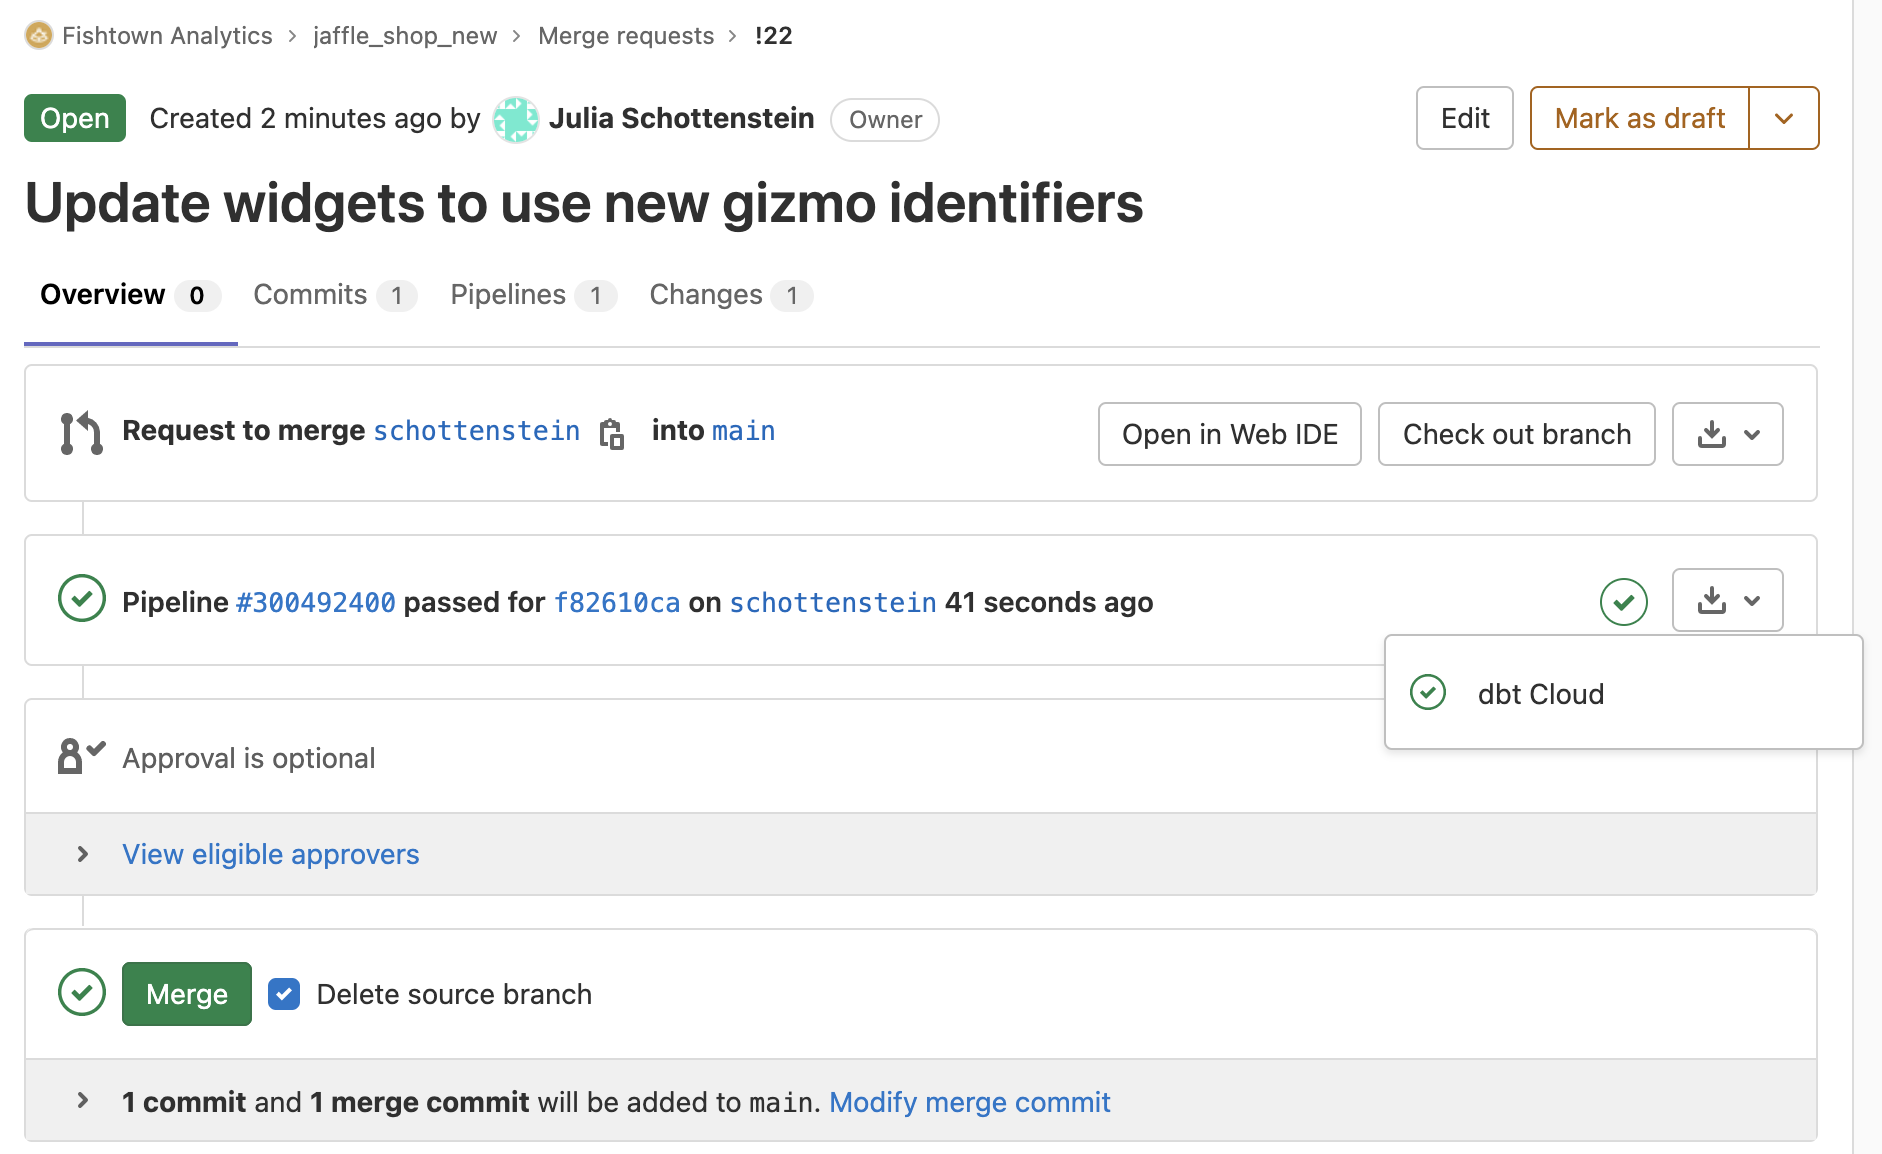 Fishtown Analytics > jaffle_shop_new > Merge requests > !22
Open Created 2 minutes ago by Julia Schottenstein Owner Edit Mark as draft
Update widgets to use new gizmo identifiers
Overview 0 Commits 1 Pipelines 1 Changes 1
Request to merge schottenstein into main Open in Web IDE Check out branch
Pipeline #300492400 passed for f82610ca on schottenstein 41 seconds ago
dbt Cloud
Approval is optional
View eligible approvers
Merge Delete source branch
1 commit and 1 merge commit will be added to main. Modify merge commit